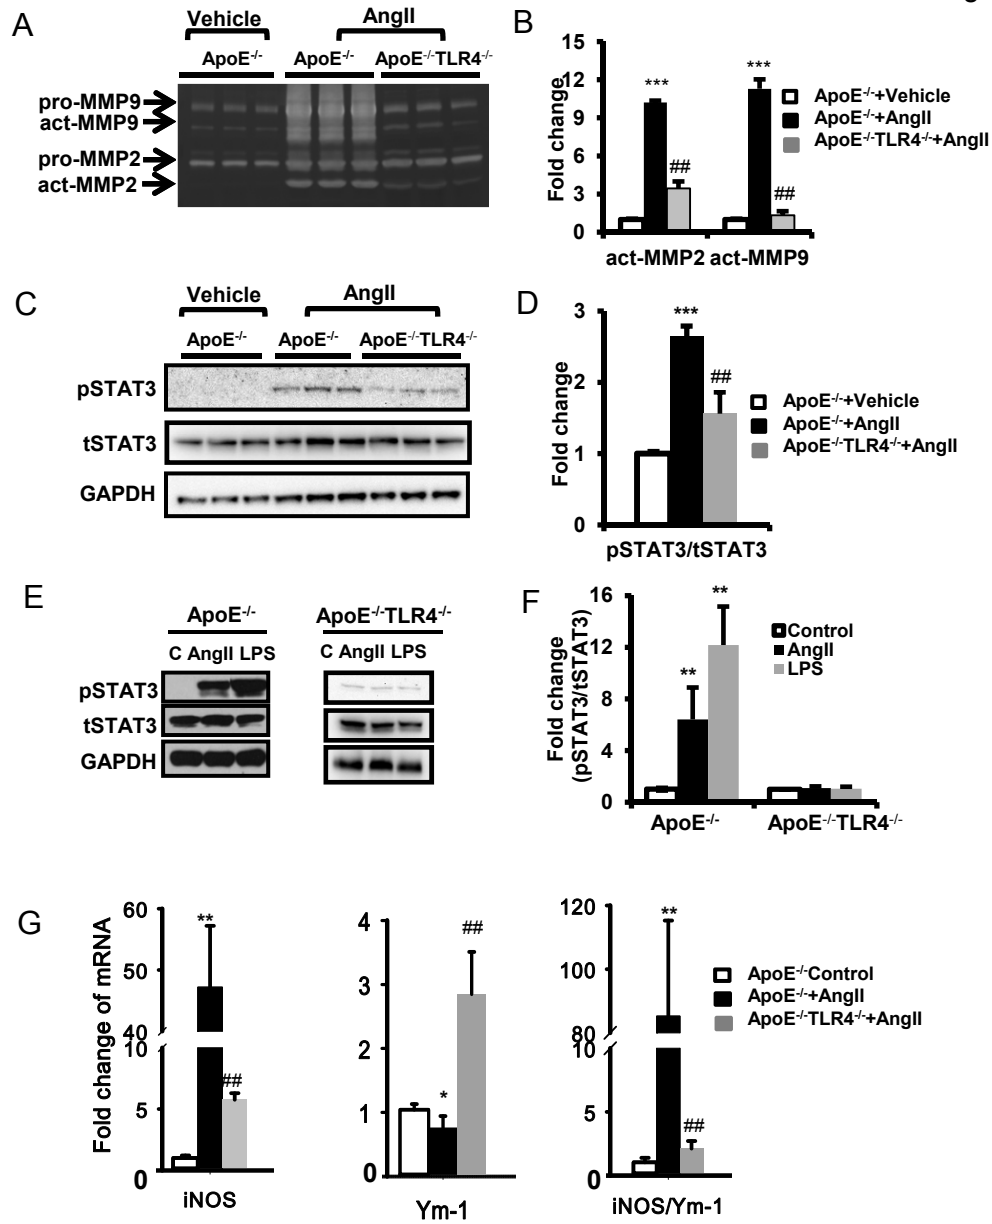 g
A
Vehicle
AngII
ApoE-/-
ApoE-/-
ApoE-/-TLR4-/-
pro-MMP9
act-MMP9
pro-MMP2
act-MMP2
B
15
12
9
6
3
0
Fold change
***
##
***
##
act-MMP2 act-MMP9
ApoE-/-+Vehicle
ApoE-/-+AngII
ApoE-/-TLR4-/-+AngII
C
Vehicle
AngII
ApoE-/-
ApoE-/-
ApoE-/-TLR4-/-
pSTAT3
tSTAT3
GAPDH
D
3
2
1
0
Fold change
***
##
pSTAT3/tSTAT3
ApoE-/-+Vehicle
ApoE-/-+AngII
ApoE-/-TLR4-/-+AngII
E
ApoE-/-
ApoE-/-TLR4-/-
C AngII LPS
C AngII LPS
pSTAT3
tSTAT3
GAPDH
F
16
12
8
4
0
Fold change
(pSTAT3/tSTAT3)
**
**
ApoE-/-
ApoE-/-TLR4-/-
Control
AngII
LPS
G
Fold change of mRNA
60
50
40
10
5
0
**
##
iNOS
4
3
2
1
0
*
##
Ym-1
120
100
80
10
5
0
**
##
iNOS/Ym-1
ApoE-/-Control
ApoE-/-+AngII
ApoE-/-TLR4-/-+AngII